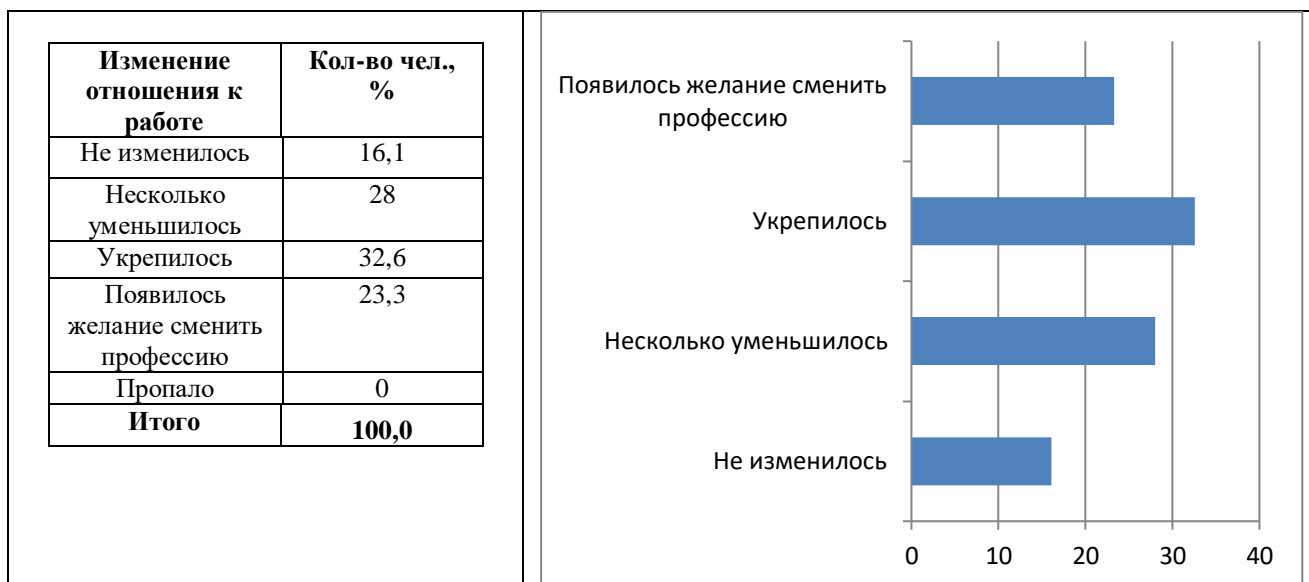 Изменение
отношения к
работе
Кол-во чел.,
%
Не изменилось
16,1
Несколько
уменьшилось
28
Укрепилось
32,6
Появилось
желание сменить
профессию
23,3
Пропало
0
Итого
100,0
Появилось желание сменить
профессию
Укрепилось
Несколько уменьшилось
Не изменилось
0 10 20 30 40